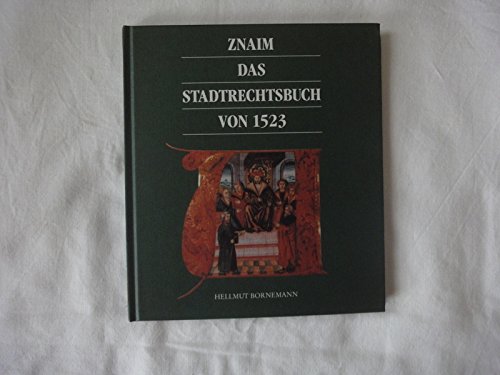 ZNAIM
DAS
STADTRECHTSBUCH
VON 1523
HELLMUT BORNEMANN